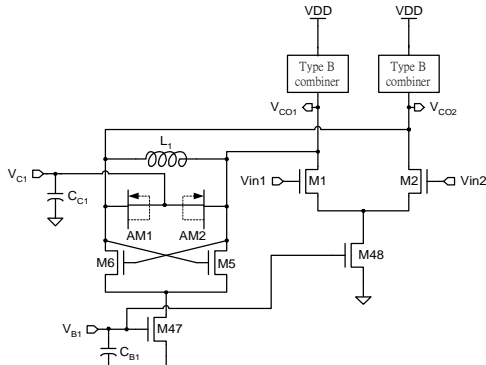 VDD VDD
Type B combiner
Type B combiner
VCO1
VCO2
L1
VC1
CC1
Vin1
M1
M2
Vin2
AM1
AM2
M6
M5
M48
VB1
M47
CB1